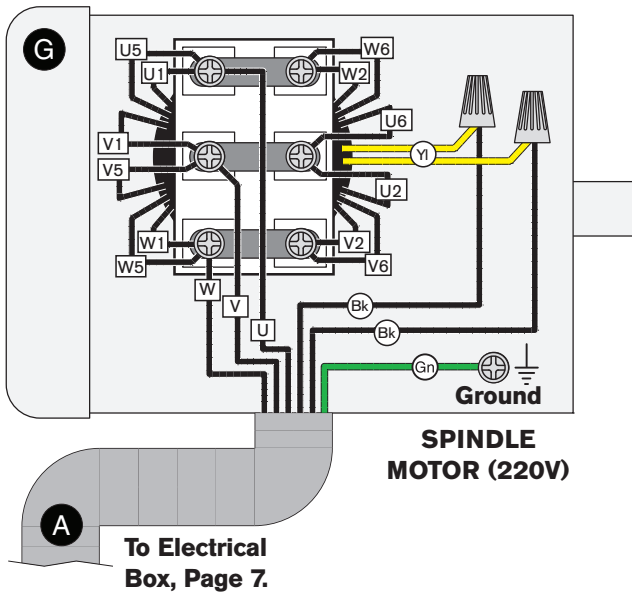 G
U5
U1
W6
W2
V1
V5
U6
Yl
U2
W1
W5
V2
V6
W
V
U
Bk
Bk
Gn
Ground
SPINDLE
MOTOR (220V)
A
To Electrical
Box, Page 7.